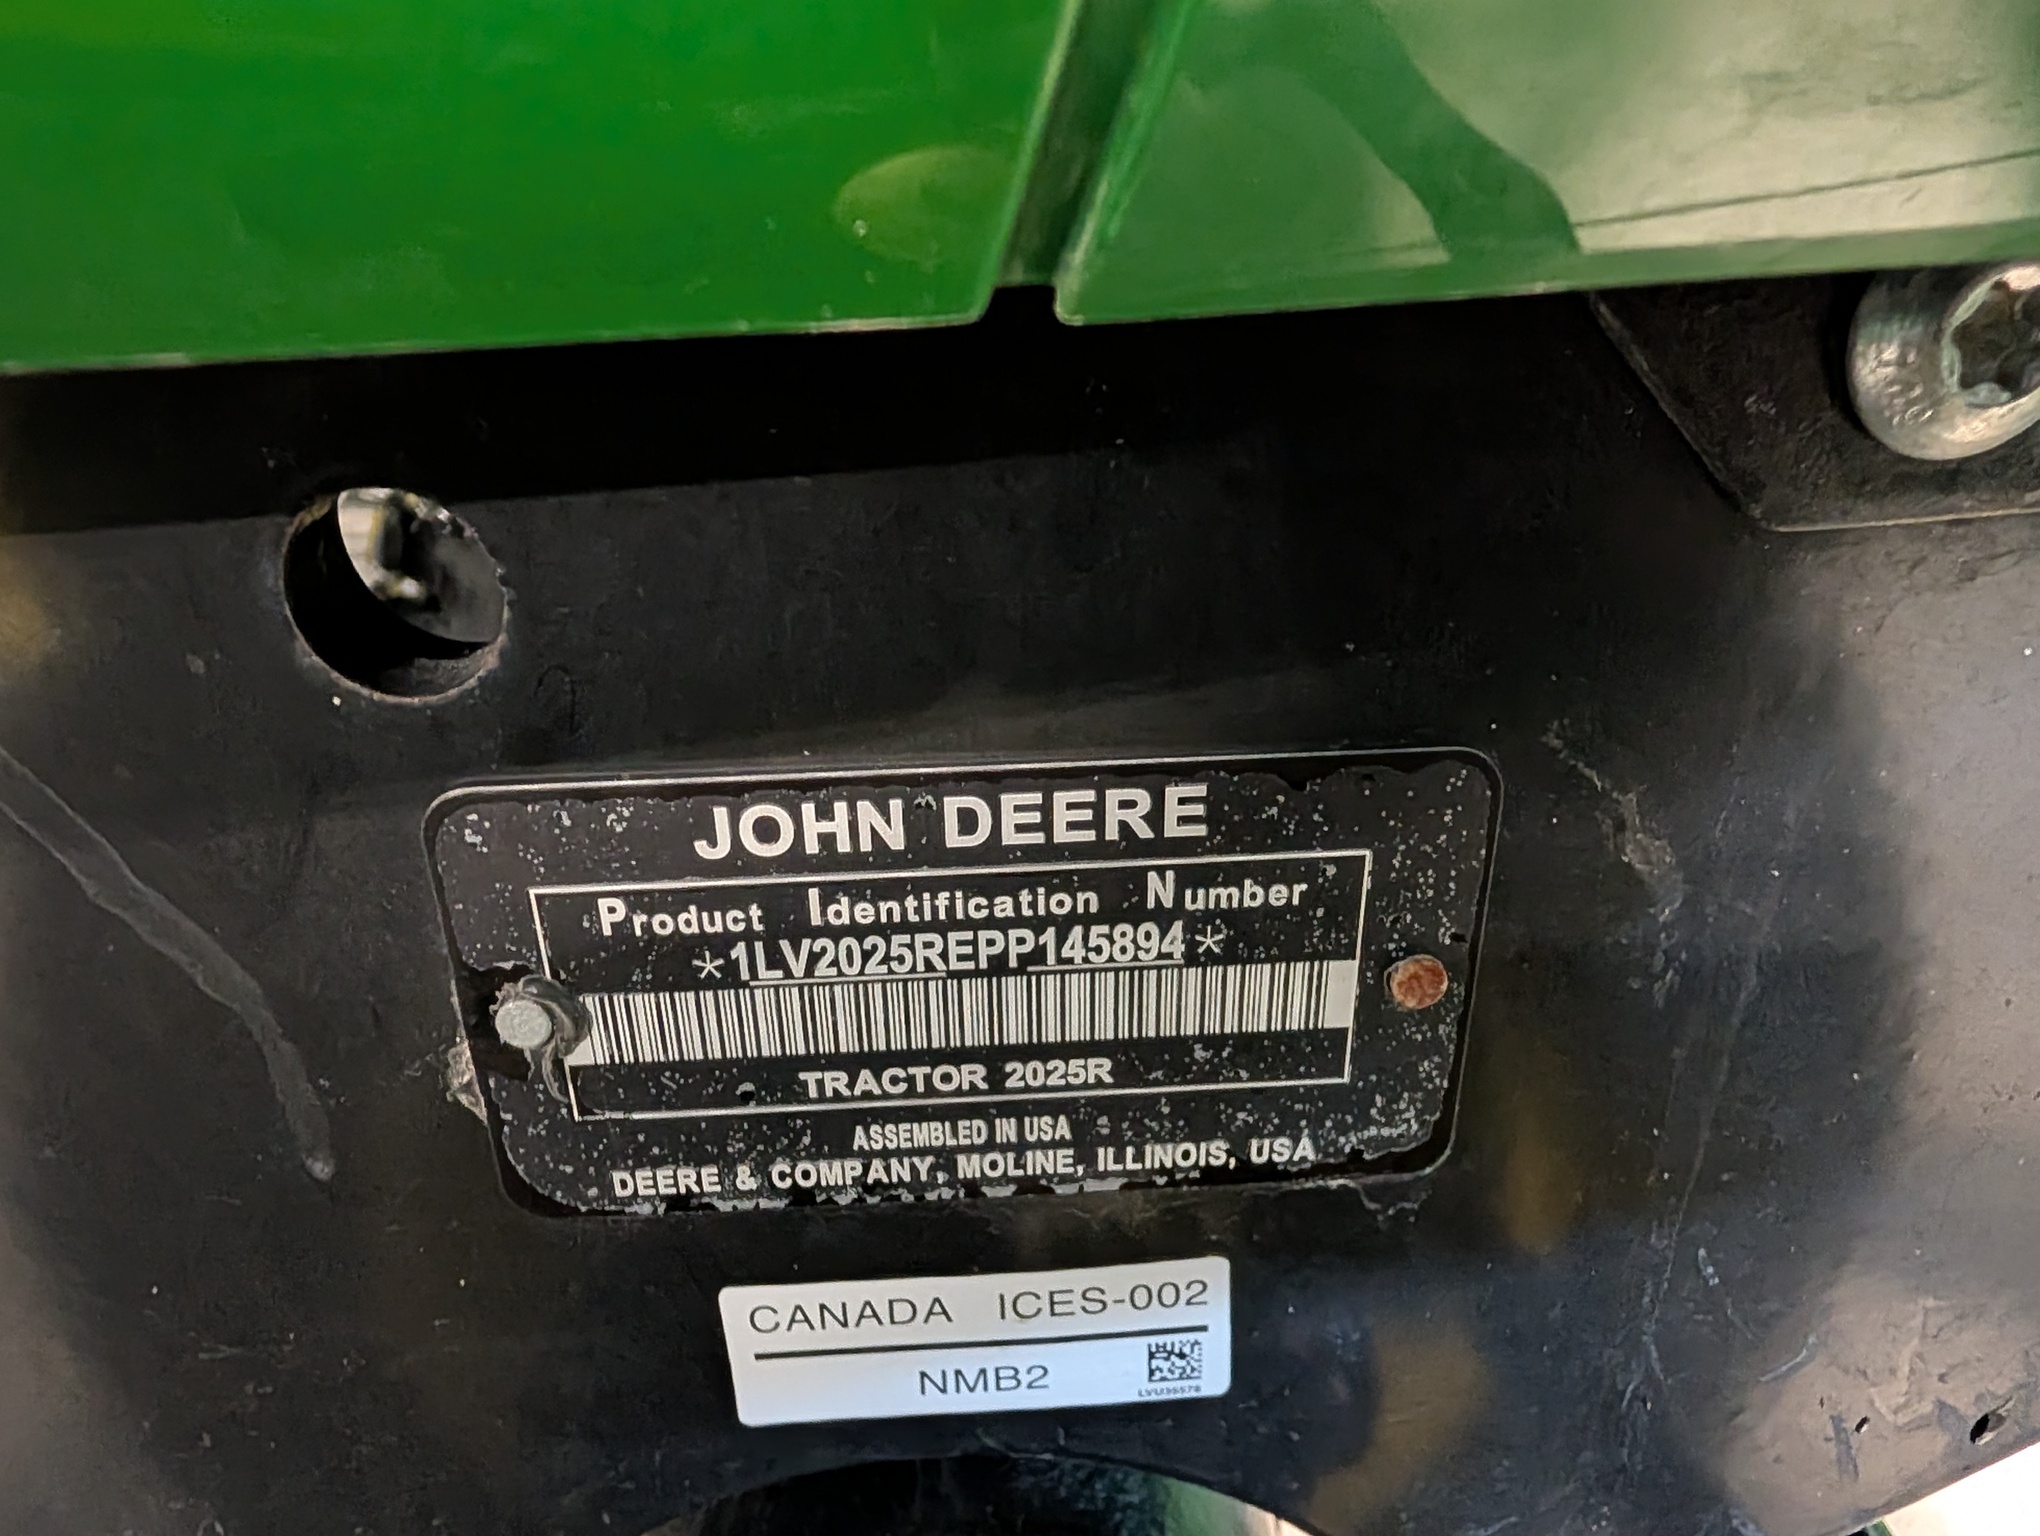 JOHN DEERE
Product Identification Number
*1LV2025REPP145894*
TRACTOR 2025R
ASSEMBLED IN USA
DEERE & COMPANY, MOLINE, ILLINOIS, USA
CANADA ICES-002
NMB2